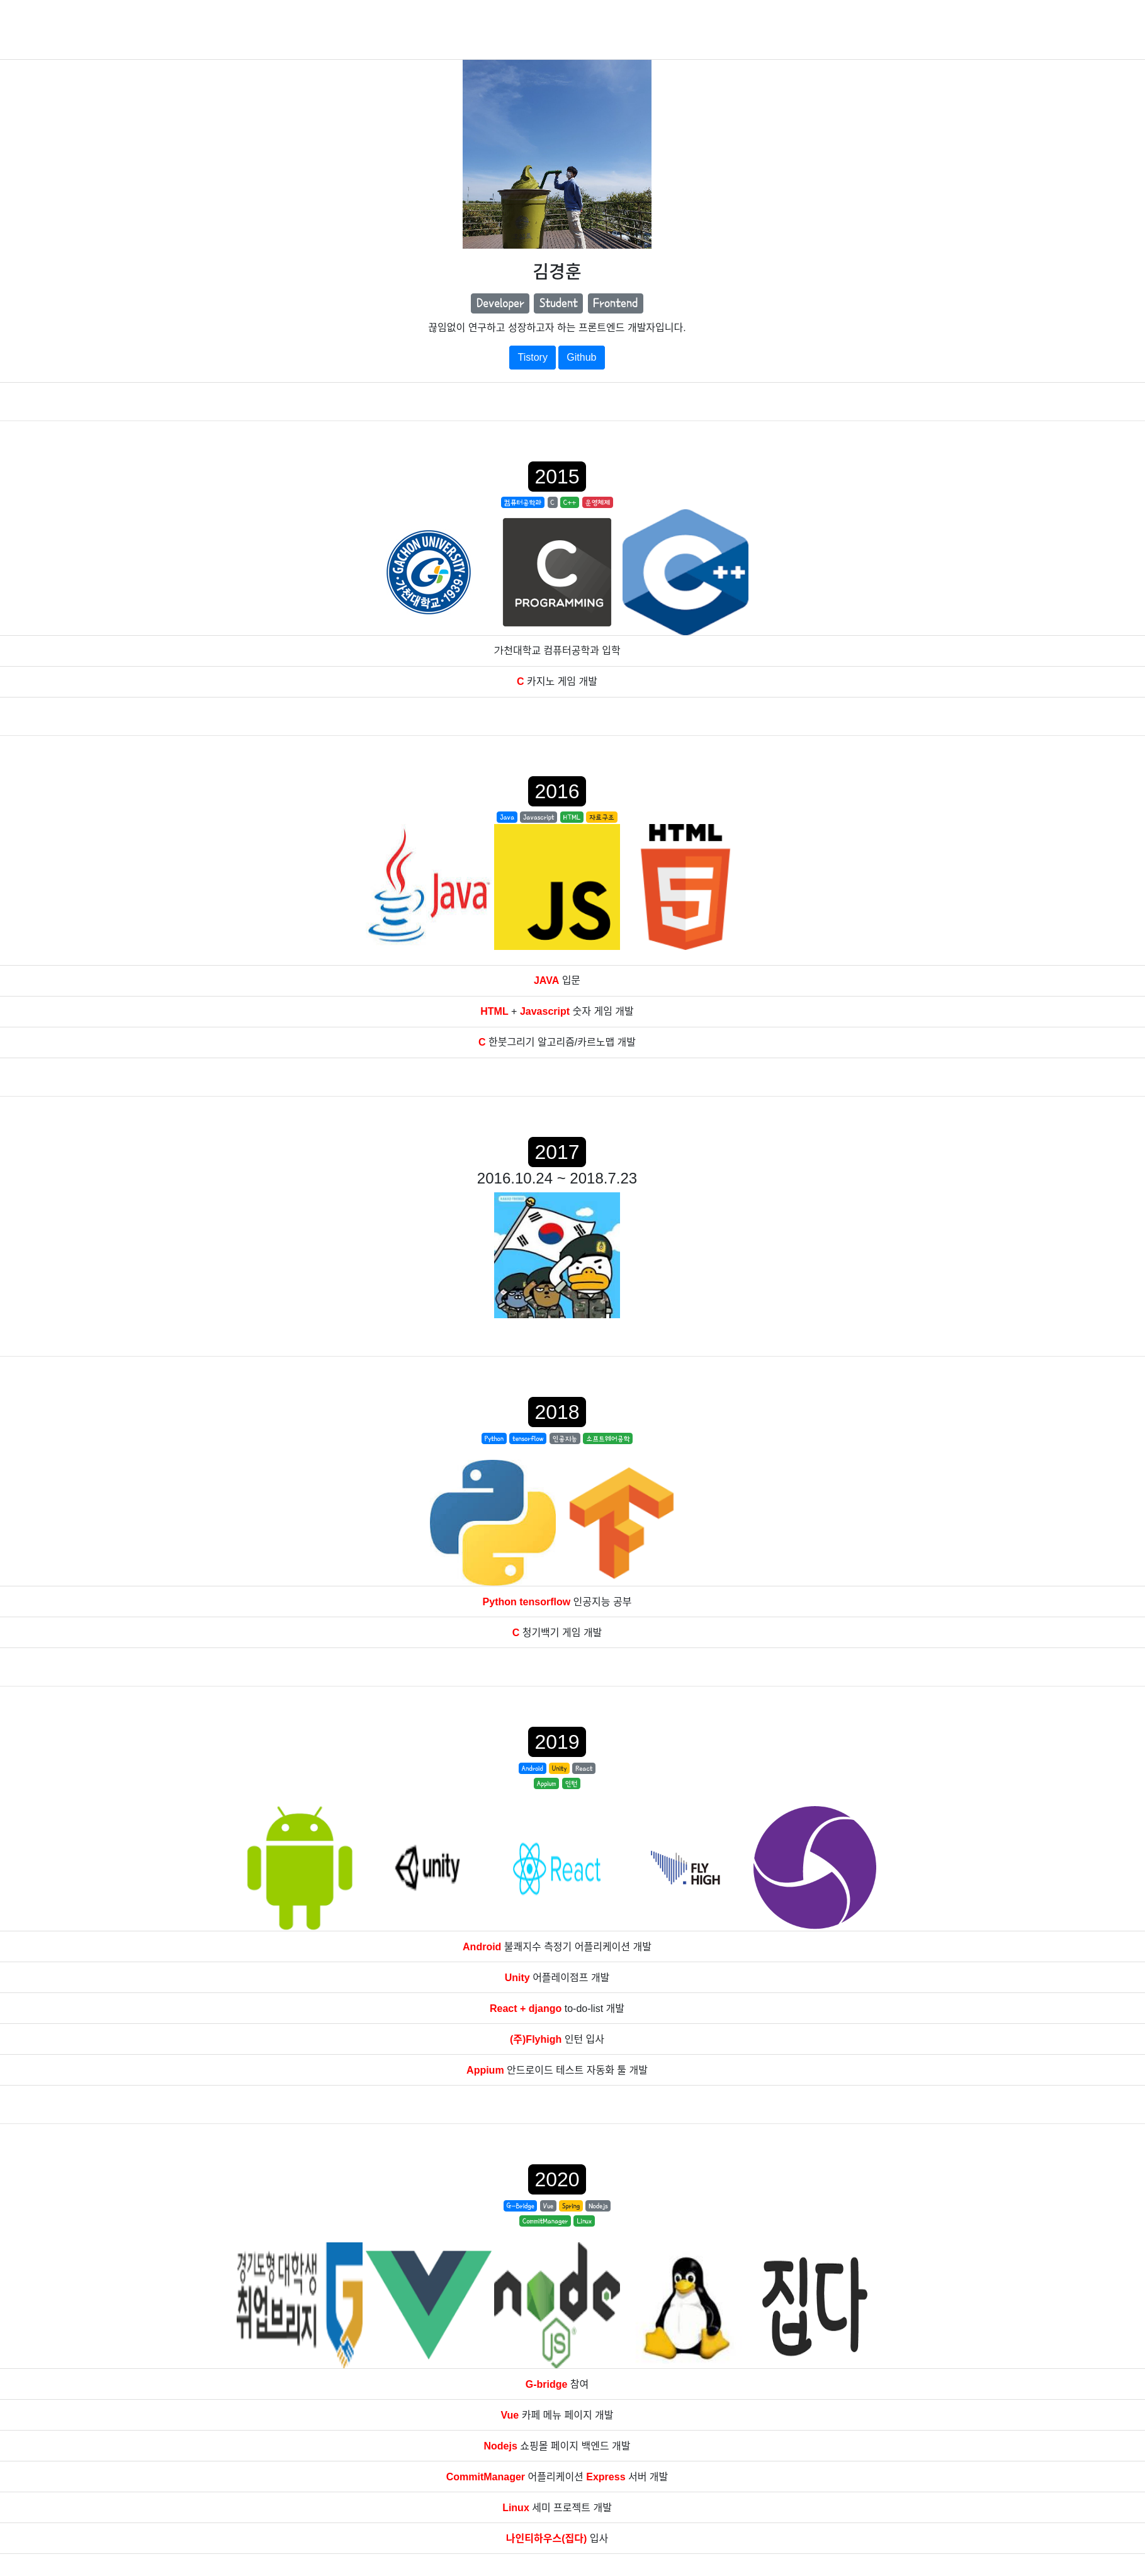 김경훈
Developer Student Frontend
끊임없이 연구하고 성장하고자 하는 프론트엔드 개발자입니다.
Tistory Github
2015
컴퓨터공학과 C C++ 운영체제
GACHON UNIVERSITY
가천대학교·1939
C
PROGRAMMING
C ++
가천대학교 컴퓨터공학과 입학
C 카지노 게임 개발
2016
Java Javascript HTML 자료구조
Java
JS
HTML
5
JAVA 입문
HTML + Javascript 숫자 게임 개발
C 한붓그리기 알고리즘/카르노맵 개발
2017
2016.10.24 ~ 2018.7.23
2018
Python tensorflow 인공지능 소프트웨어공학
Python tensorflow 인공지능 공부
C 청기백기 게임 개발
2019
Android Unity React
Appium 인턴
unity
React
FLY
HIGH
Android 불쾌지수 측정기 어플리케이션 개발
Unity 어플레이점프 개발
React + django to-do-list 개발
(주)Flyhigh 인턴 입사
Appium 안드로이드 테스트 자동화 툴 개발
2020
G-Bridge Vue Spring Nodejs
CommitManager Linux
경기도형 대학생
취업브리지
G
node
JS
집다
G-bridge 참여
Vue 카페 메뉴 페이지 개발
Nodejs 쇼핑몰 페이지 백엔드 개발
CommitManager 어플리케이션 Express 서버 개발
Linux 세미 프로젝트 개발
나인티하우스(집다) 입사